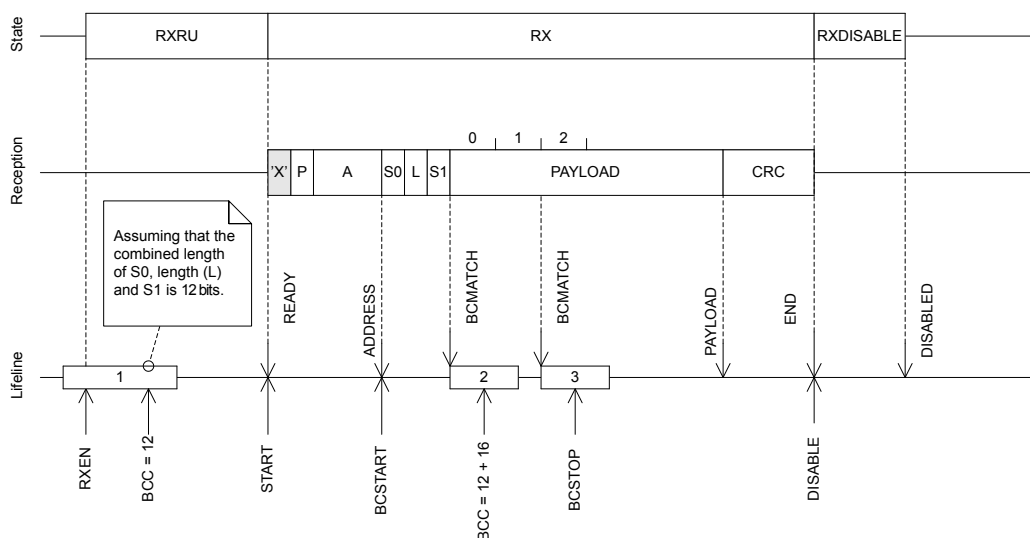 State
RXRU
RX
RXDISABLE
Reception
0 1 2
'X' P A S0 L S1 PAYLOAD CRC
Assuming that the
combined length
of S0, length (L)
and S1 is 12 bits.
READY
ADDRESS
BCMATCH
BCMATCH
PAYLOAD
END
DISABLED
Lifeline
1
2
3
RXEN
BCC = 12
START
BCSTART
BCC = 12 + 16
BCSTOP
DISABLE